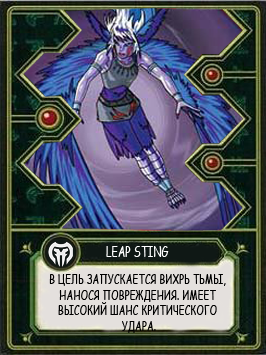 LEAP STING
В ЦЕЛЬ ЗАПУСКАЕТСЯ ВИХРЬ ТЬМЫ,
НАНОСЯ ПОВРЕЖДЕНИЯ. ИМЕЕТ
ВЫСОКИЙ ШАНС КРИТИЧЕСКОГО
УДАРА.